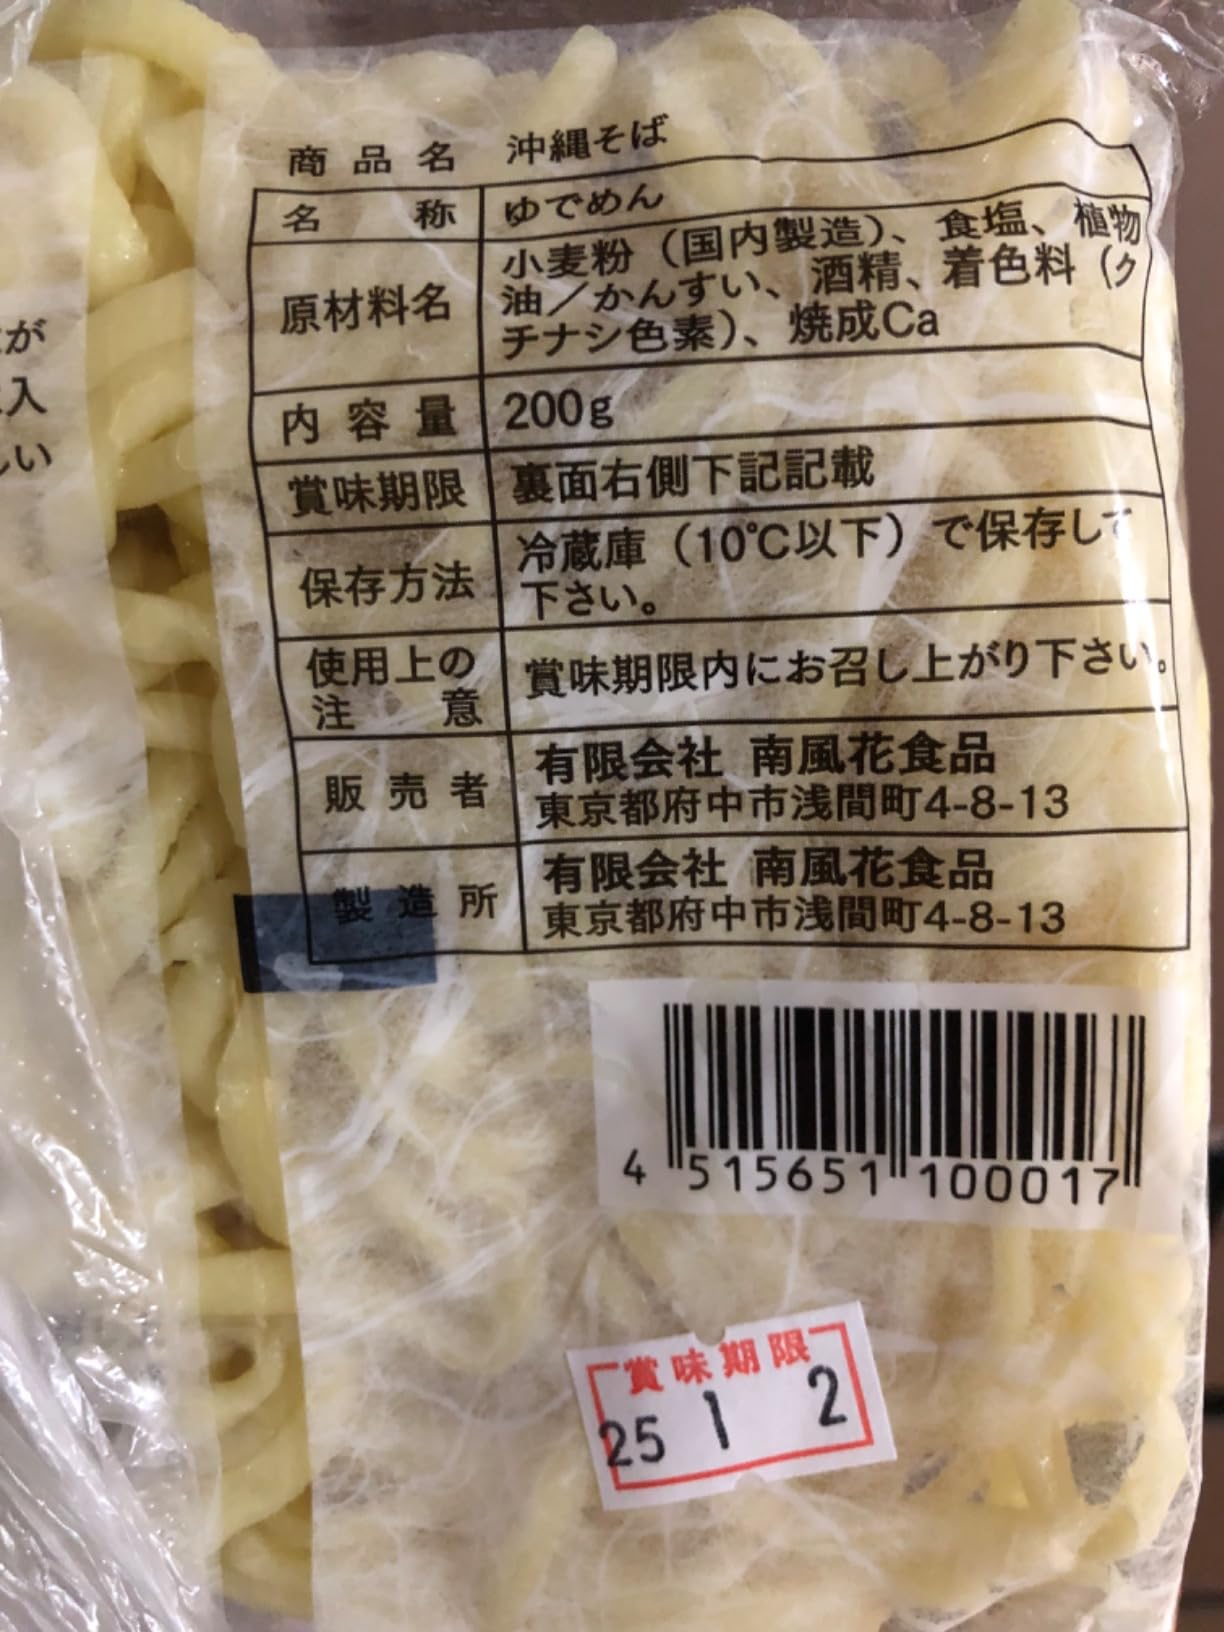 商品名 沖縄そば
名称 ゆでめん
原材料名 小麦粉（国内製造）、食塩、植物
油／かんすい、酒精、着色料（ク
チナシ色素）、焼成Ca
内容量 200g
賞味期限 裏面右側下記記載
保存方法 冷蔵庫（10℃以下）で保存して
下さい。
使用上の
注意 賞味期限内にお召し上がり下さい。
販売者 有限会社 南風花食品
東京都府中市浅間町4-8-13
製造所 有限会社 南風花食品
東京都府中市浅間町4-8-13
4 515651 100017
賞味期限
25 1 2
が
入
しい